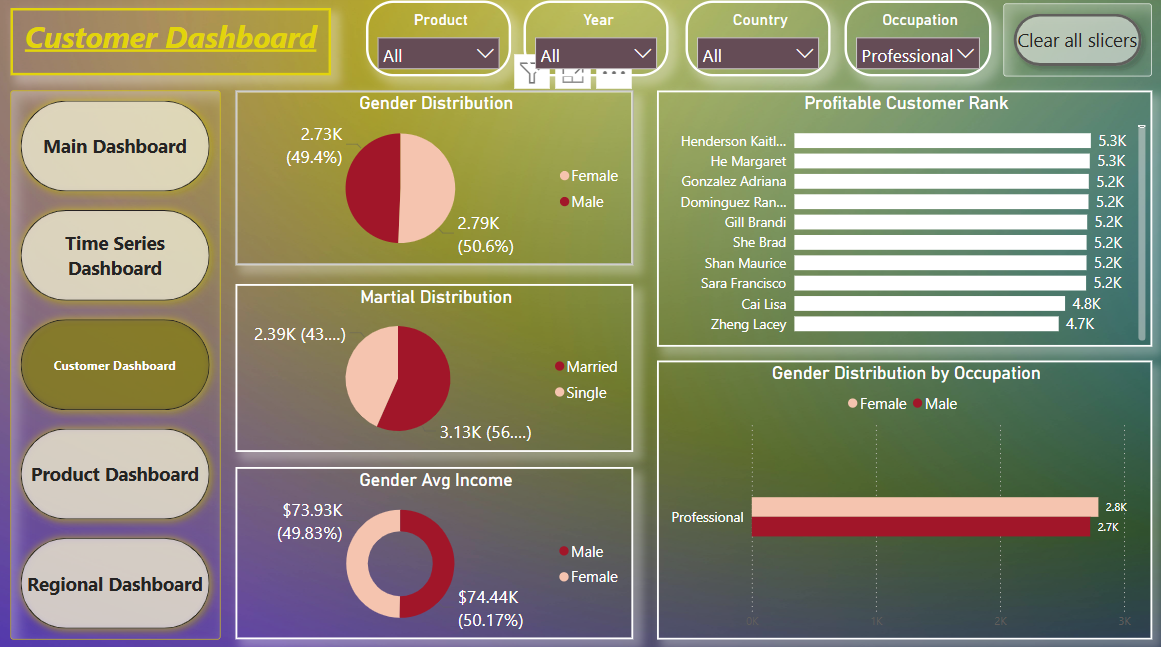 Customer Dashboard
Product
All
Year
All
Country
All
Occupation
Professional
Clear all slicers
Main Dashboard
Time Series
Dashboard
Customer Dashboard
Product Dashboard
Regional Dashboard
Gender Distribution
2.73K
(49.4%)
2.79K
(50.6%)
Female
Male
Martial Distribution
2.39K (43....)
3.13K (56....)
Married
Single
Gender Avg Income
$73.93K
(49.83%)
$74.44K
(50.17%)
Male
Female
Profitable Customer Rank
Henderson Kaitl... 5.3K
He Margaret 5.3K
Gonzalez Adriana 5.2K
Dominguez Ran... 5.2K
Gill Brandi 5.2K
She Brad 5.2K
Shan Maurice 5.2K
Sara Francisco 5.2K
Cai Lisa 4.8K
Zheng Lacey 4.7K
Gender Distribution by Occupation
Female Male
Professional
2.8K
2.7K
0K 1K 2K 3K